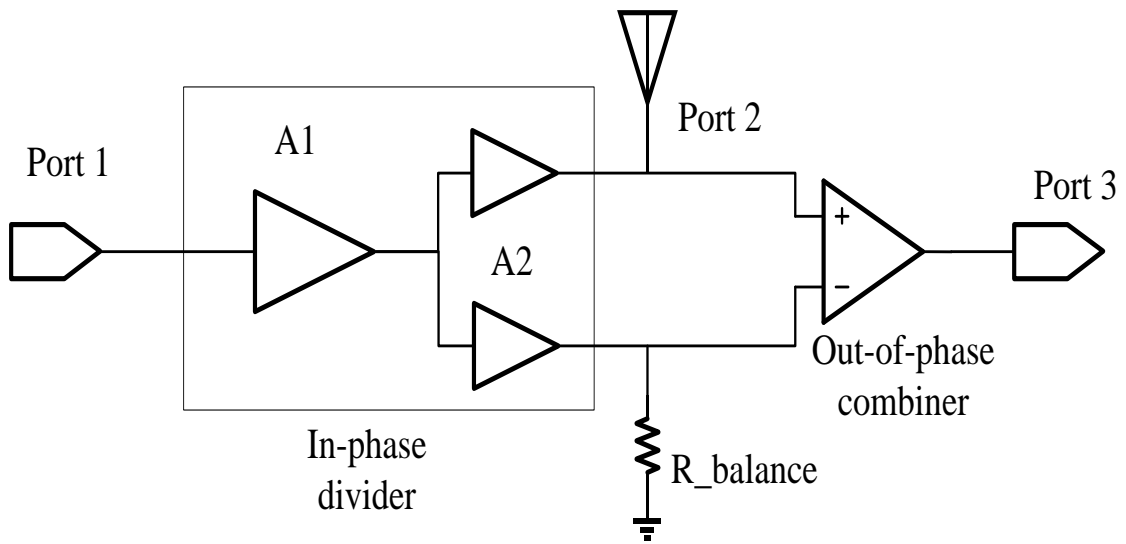 Port 1
A1
A2
In-phase
divider
Port 2
R_balance
+
−
Out-of-phase
combiner
Port 3